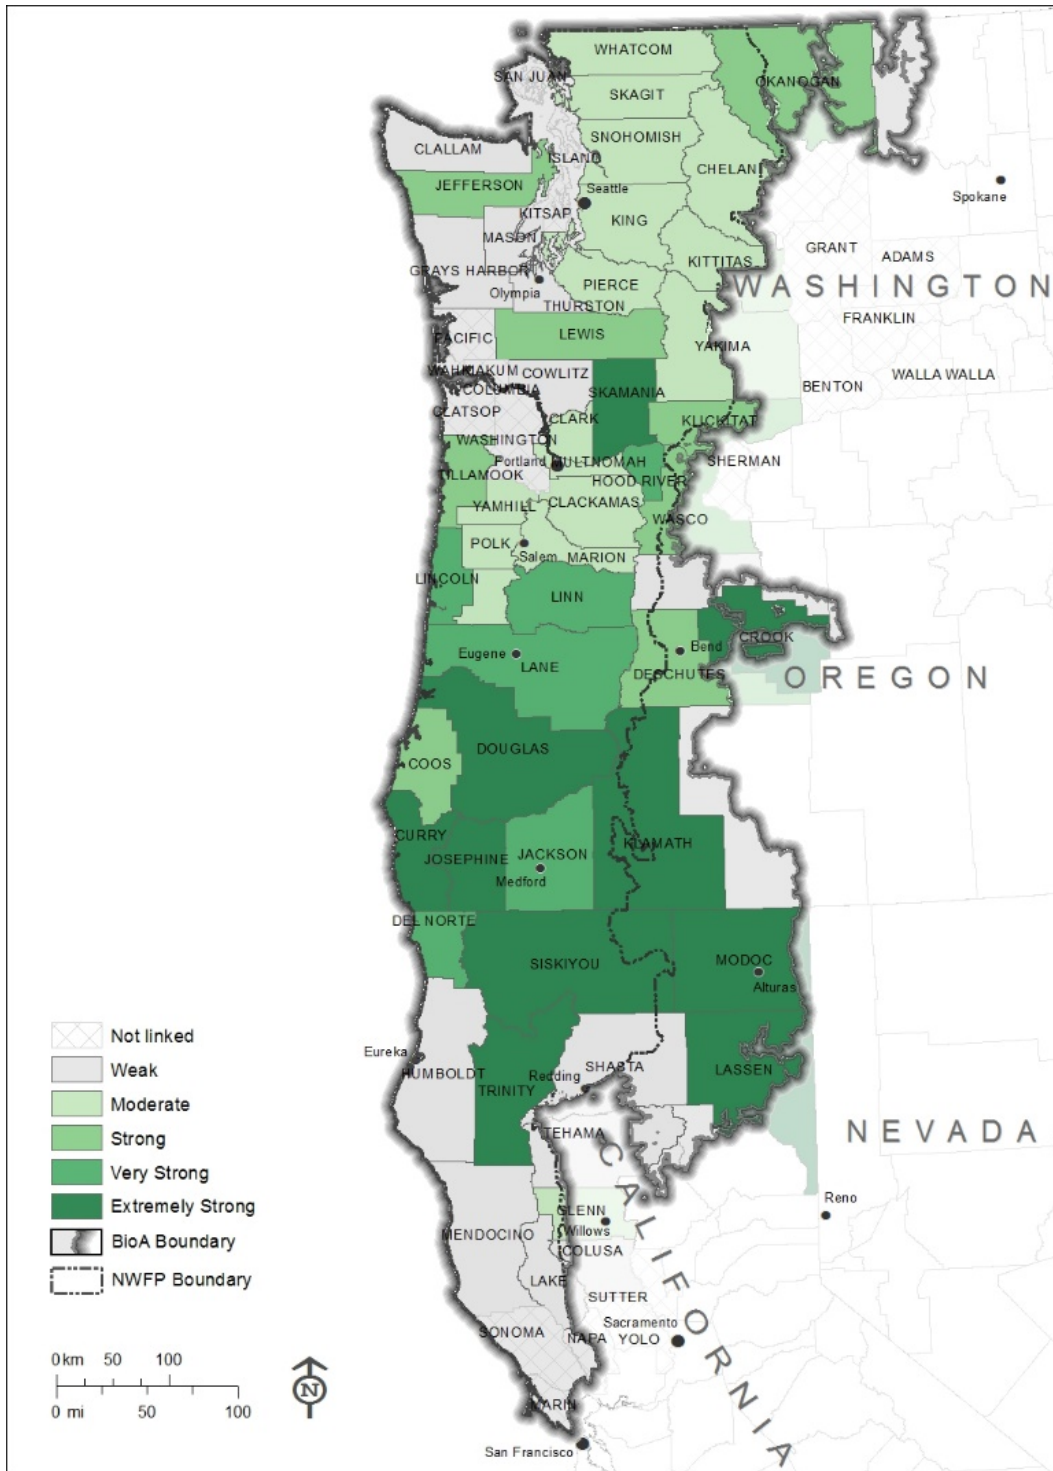 WHATCOM
OKANOGAN
SAN JUAN
SKAGIT
SNOHOMISH
CLALLAM
ISLAND
CHELAN
JEFFERSON
Seattle
Spokane
KITSAP
KING
MASON
GRANT
ADAMS
KITTITAS
GRAYS HARBOR
PIERCE
WASHINGTON
Olympia
THURSTON
FRANKLIN
LEWIS
PACIFIC
YAKIMA
WAHKIAKUM
COWLITZ
WALLA WALLA
BENTON
COLUMBIA
SKAMANIA
CLATSOP
CLARK
KLICKITAT
WASHINGTON
Portland
MULTNOMAH
SHERMAN
TILLAMOOK
HOOD RIVER
CLACKAMAS
YAMHILL
WASCO
POLK
Salem
MARION
LINCOLN
LINN
CROOK
Eugene
LANE
Bend
DESCHUTES
OREGON
DOUGLAS
COOS
CURRY
JOSEPHINE
JACKSON
KLAMATH
Medford
DEL NORTE
SISKIYOU
MODOC
Alturas
Not linked
Eureka
Weak
HUMBOLDT
SHASTA
LASSEN
Redding
TRINITY
Moderate
Strong
TEHAMA
NEVADA
CALIFORNIA
Very Strong
Reno
Extremely Strong
GLENN
Willows
MENDOCINO
BioA Boundary
COLUSA
NWFP Boundary
LAKE
SUTTER
Sacramento
SONOMA
NAPA
YOLO
0 km 50 100
N
0 mi 50 100
MARIN
San Francisco